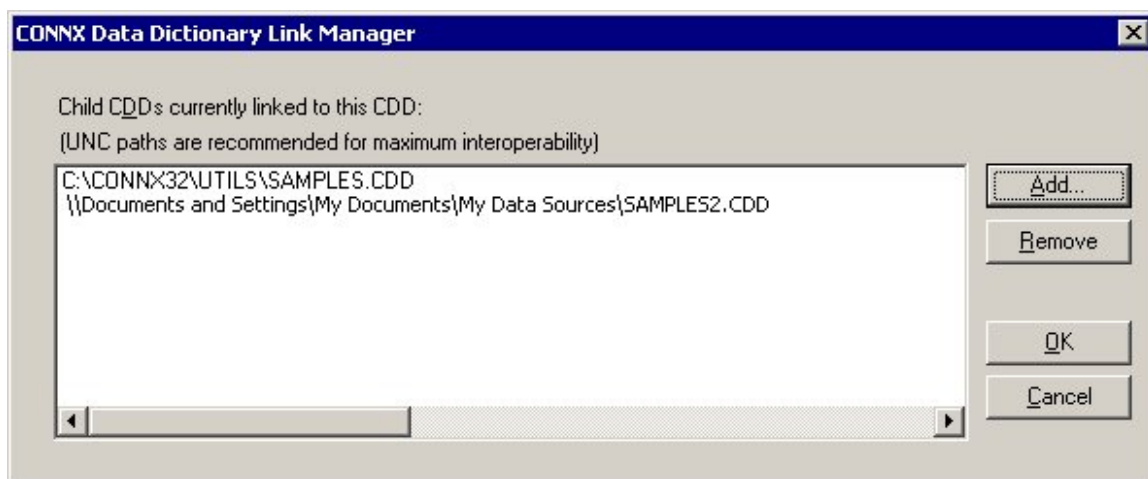 CONNX Data Dictionary Link Manager
Child CDDs currently linked to this CDD:
(UNC paths are recommended for maximum interoperability)
C:\CONNX32\UTILS\SAMPLES.CDD
\\Documents and Settings\My Documents\My Data Sources\SAMPLES2.CDD
Add...
Remove
OK
Cancel